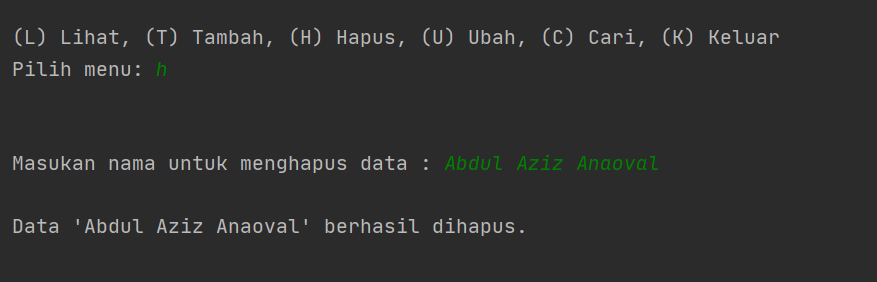 (L) Lihat, (T) Tambah, (H) Hapus, (U) Ubah, (C) Cari, (K) Keluar
Pilih menu: h
Masukan nama untuk menghapus data : Abdul Aziz Anaoval
Data 'Abdul Aziz Anaoval' berhasil dihapus.